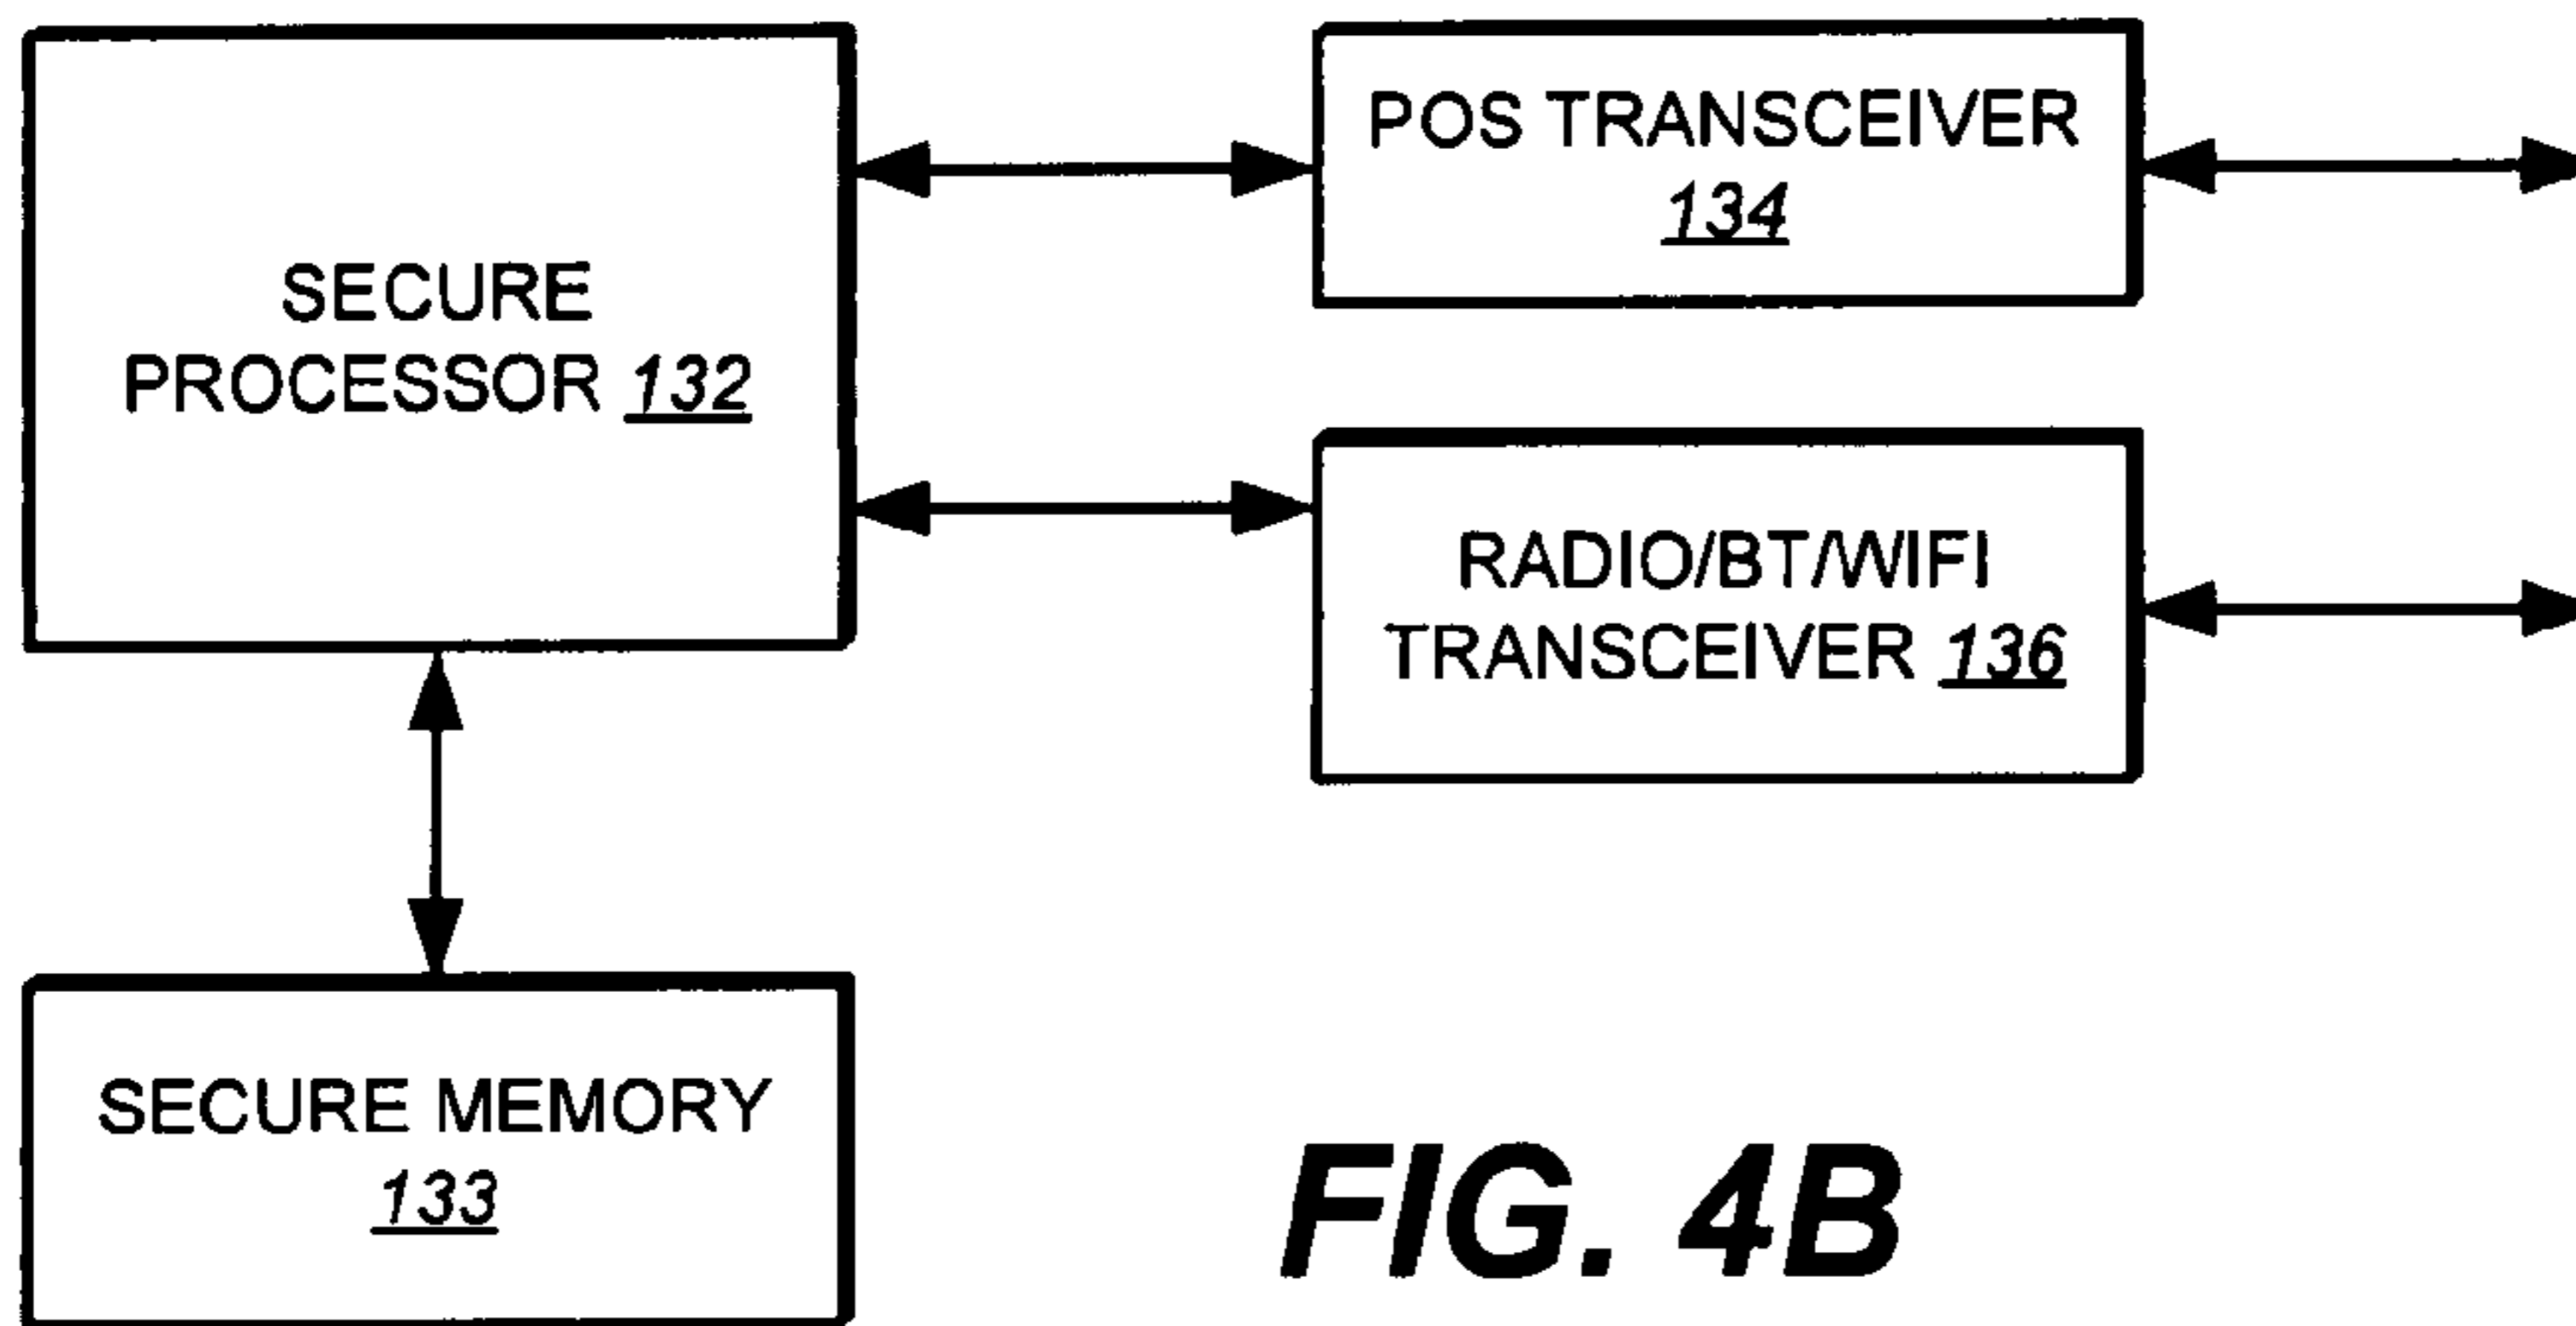 SECURE
PROCESSOR 132
POS TRANSCEIVER
134
RADIO/BT/WIFI
TRANSCEIVER 136
SECURE MEMORY
133
FIG. 4B